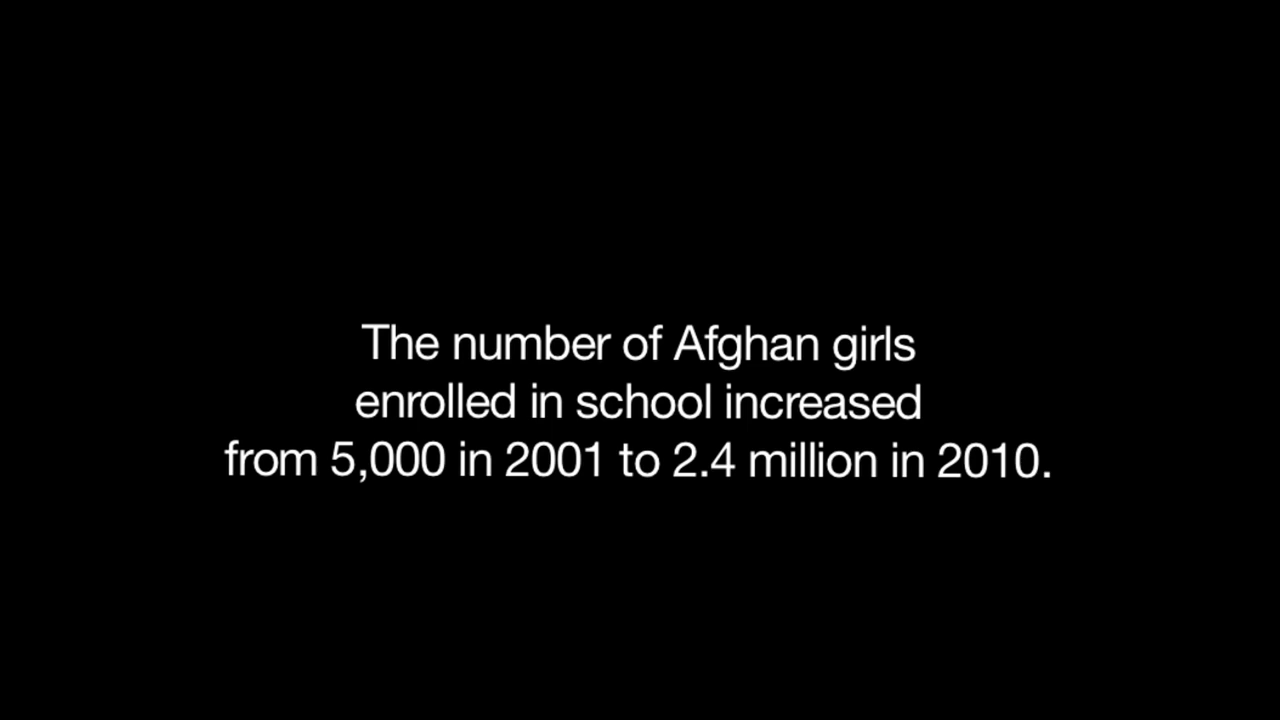 The number of Afghan girls
enrolled in school increased
from 5,000 in 2001 to 2.4 million in 2010.